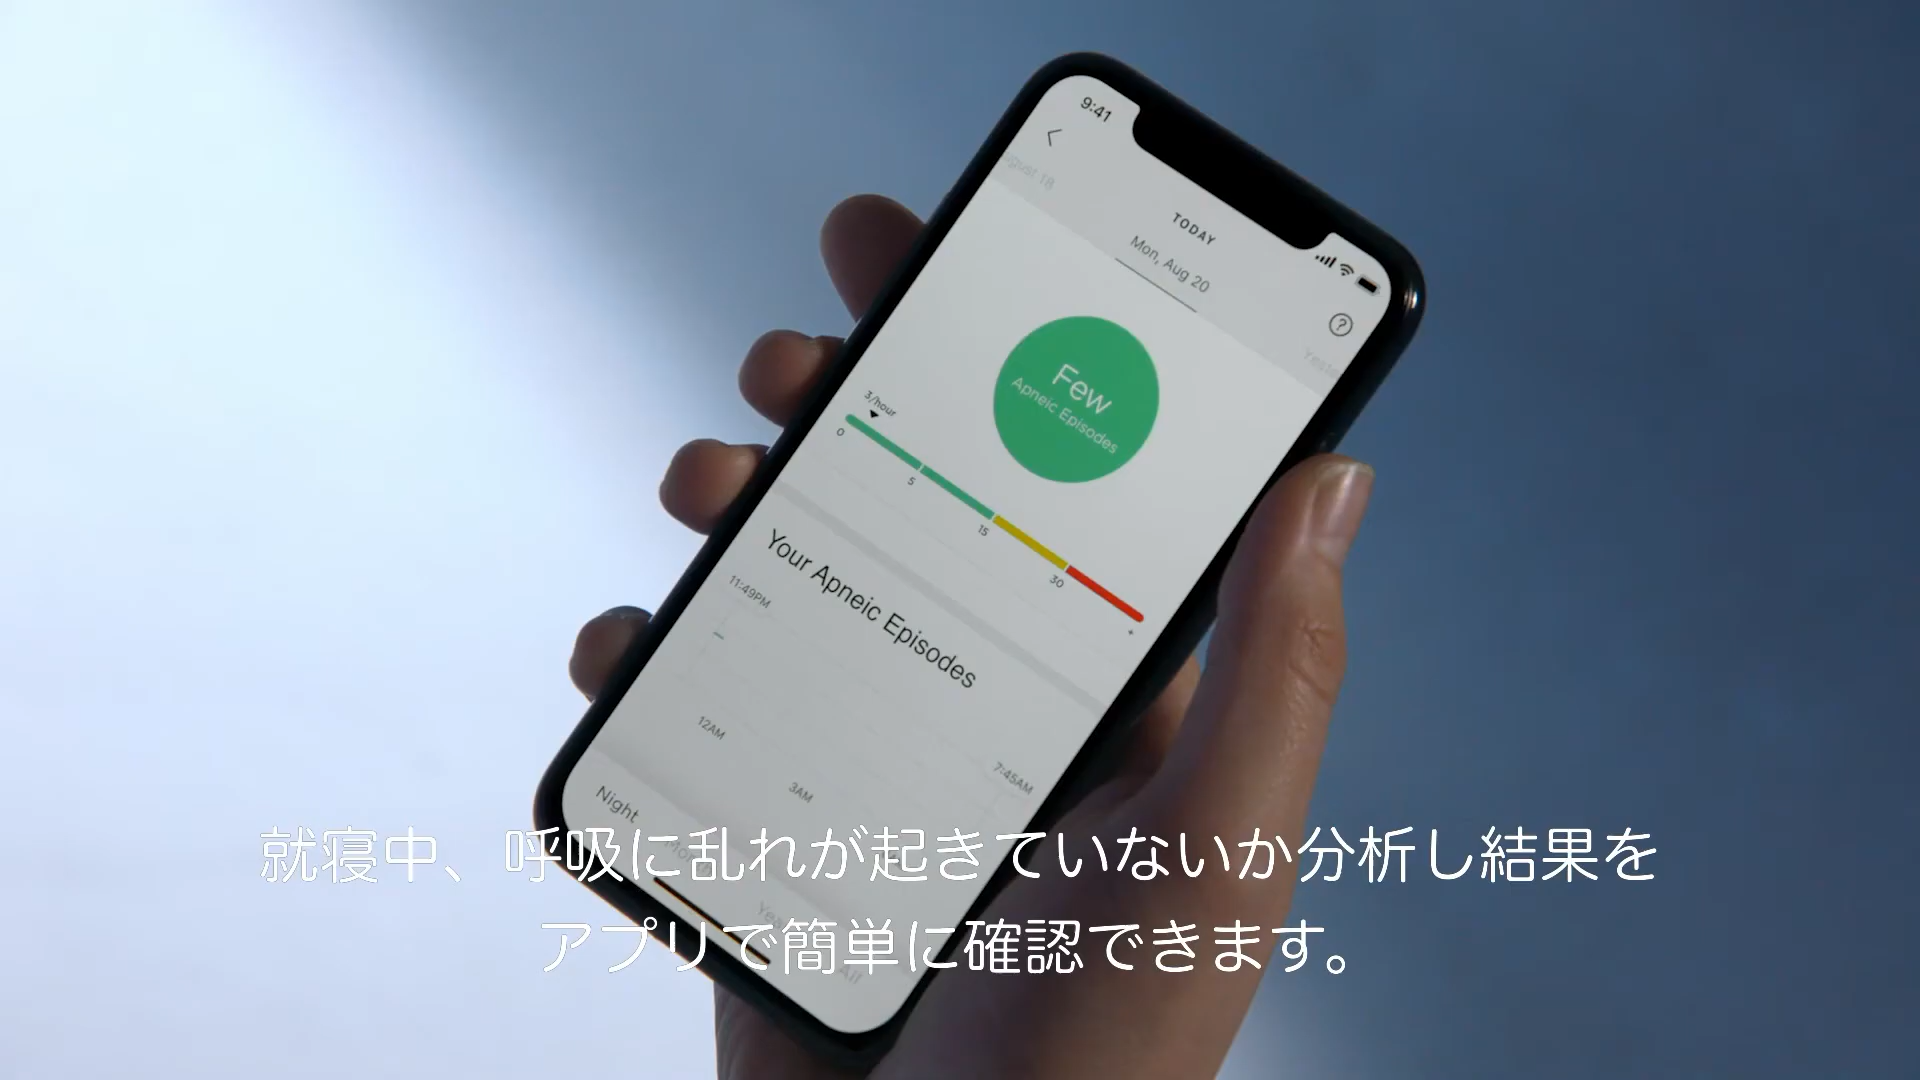 9:41
August 18
TODAY
Mon, Aug 20
?
Few
Apneic Episodes
3/hour
0
5
15
30
+
Your Apneic Episodes
11:49PM
12AM
3AM
7:45AM
Night
All
就寝中、呼吸に乱れが起きていないか分析し結果を
アプリで簡単に確認できます。